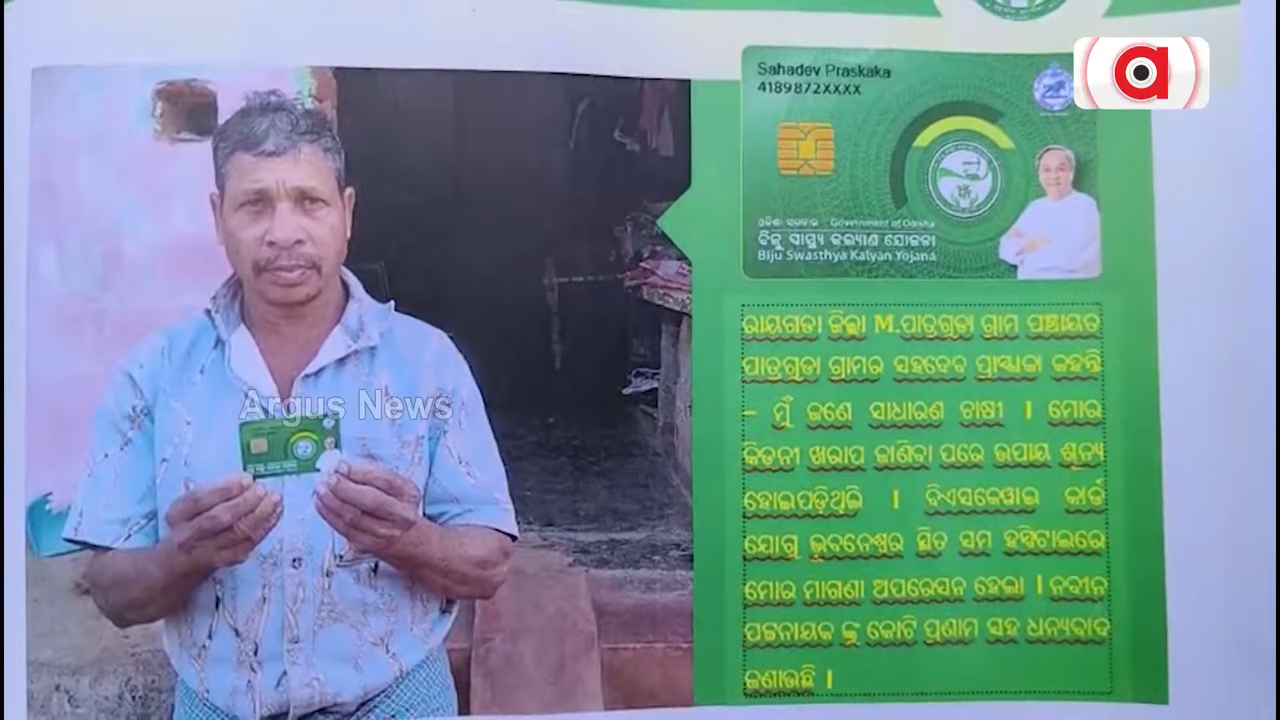 Sahadev Praskaka
4189872XXXX
ଓଡ଼ିଶା ସରକାର Government of Odisha
ବିଜୁ ସ୍ୱାସ୍ଥ୍ୟ କଲ୍ୟାଣ ଯୋଜନା
Biju Swasthya Kalyan Yojana
Argus News
ରାୟଗଡା ଜିଲ୍ଲା M.ପାତ୍ରଗୁଡା ଗ୍ରାମ ପଞ୍ଚାୟତ
ପାତ୍ରଗୁଡା ଗ୍ରାମର ସହଦେବ ପ୍ରାସ୍କାକା କହନ୍ତି
- ମୁଁ ଜଣେ ସାଧାରଣ ଚାଷୀ । ମୋର
କିଡ଼ନୀ ଖରାପ ଜାଣିବା ପରେ ଉପାୟ ଶୂନ୍ୟ
ହୋଇପଡ଼ିଥିଲି । ବିଏସକେୱାଇ କାର୍ଡ
ଯୋଗୁ ଭୁବନେଶ୍ୱର ସ୍ଥିତ ସମ ହସ୍ପିଟାଲରେ
ମୋର ମାଗଣା ଅପରେସନ ହେଲା । ନବୀନ
ପଟ୍ଟନାୟକ ଙ୍କୁ କୋଟି ପ୍ରଣାମ ସହ ଧନ୍ୟବାଦ
ଜଣାଉଛି ।